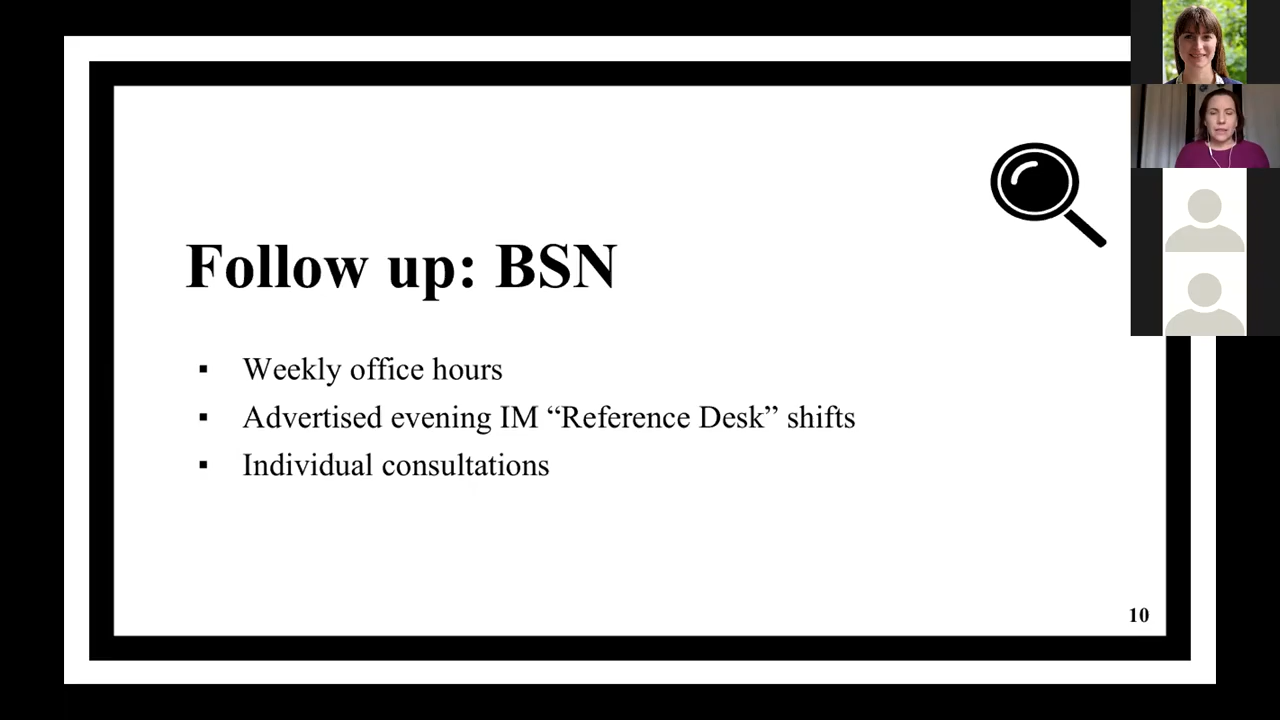 Follow up: BSN
▪ Weekly office hours
▪ Advertised evening IM “Reference Desk” shifts
▪ Individual consultations
10